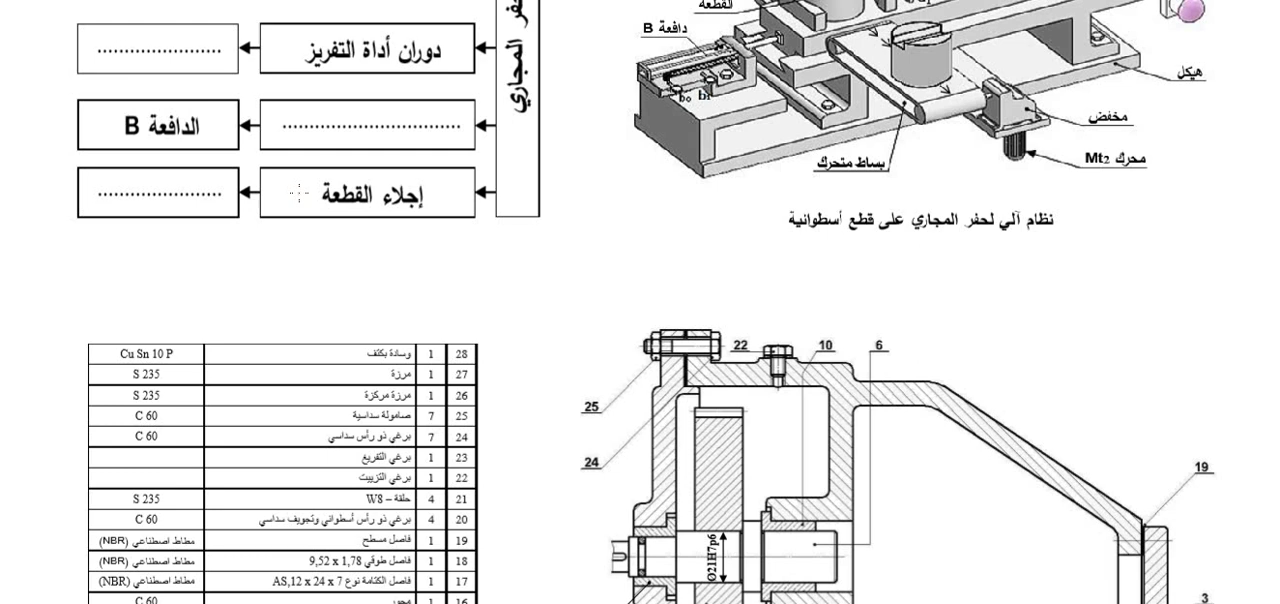 حفر المجاري
دوران أداة التفريز
............................
الدافعة B
إجلاء القطعة
القطعة
دافعة B
b0 b1
هيكل
مخفض
محرك Mt2
بساط متحرك
نظام آلي لحفر المجاري على قطع أسطوانية
28 1 وسادة بكتف Cu Sn 10 P
27 1 مرزة S 235
26 1 مرزة مركزة S 235
25 7 صامولة سداسية C 60
24 7 برغي ذو رأس سداسي C 60
23 1 برغي التفريغ
22 1 برغي التزييت
21 4 حلقة – W8 S 235
20 4 برغي ذو رأس أسطواني وتجويف سداسي C 60
19 1 فاصل مسطح مطاط اصطناعي (NBR)
18 1 فاصل طوقي 9,52 x 1,78 مطاط اصطناعي (NBR)
17 1 فاصل الكتامة نوع AS,12 x 24 x 7 مطاط اصطناعي (NBR)
16 1 محور C 60
22
10
6
25
24
19
Ø21H7p6
3